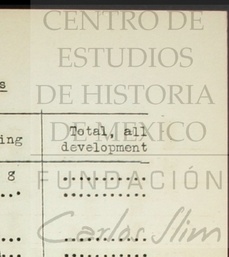 CENTRO DE
ESTUDIOS
DE HISTORIA
DE MEXICO
s
ing
Total, all
development
g
FUNDACIÓN
Carlos Slim